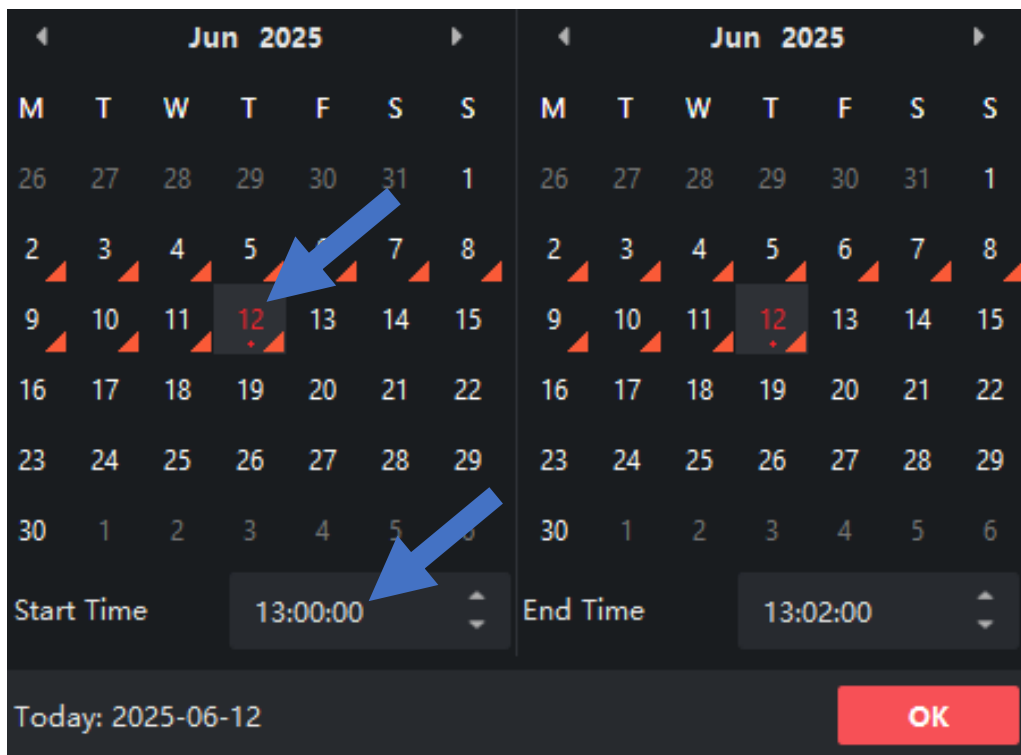 Jun 2025 Jun 2025
M T W T F S S M T W T F S S
26 27 28 29 30 31 1 26 27 28 29 30 31 1
2 3 4 5 7 8 2 3 4 5 6 7 8
9 10 11 12 13 14 15 9 10 11 12 13 14 15
16 17 18 19 20 21 22 16 17 18 19 20 21 22
23 24 25 26 27 28 29 23 24 25 26 27 28 29
30 1 2 3 4 5 30 1 2 3 4 5 6
Start Time 13:00:00 End Time 13:02:00
Today: 2025-06-12 OK